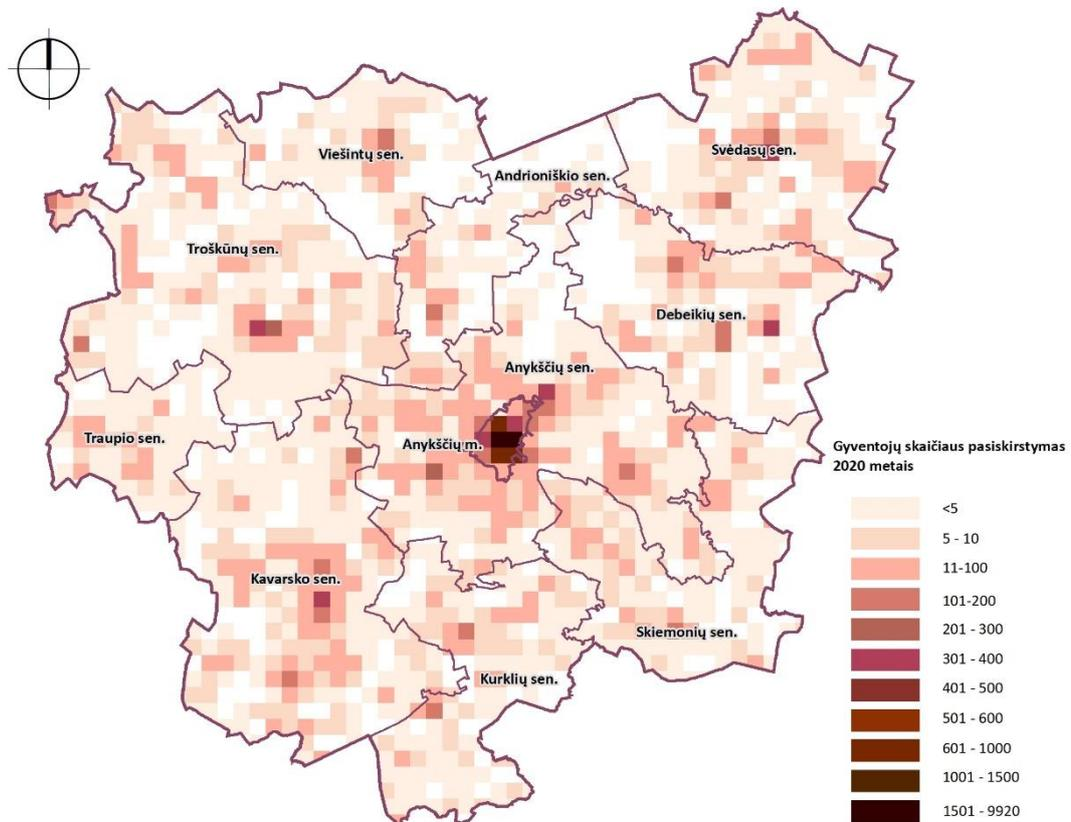 Viešintų sen.
Andrioniškio sen.
Svėdasų sen.
Troškūnų sen.
Debeikių sen.
Anykščių sen.
Traupio sen.
Anykščių m.
Kavarsko sen.
Skiemonių sen.
Kurklių sen.
Gyventojų skaičiaus pasiskirstymas
2020 metais
<5
5 - 10
11-100
101-200
201 - 300
301 - 400
401 - 500
501 - 600
601 - 1000
1001 - 1500
1501 - 9920